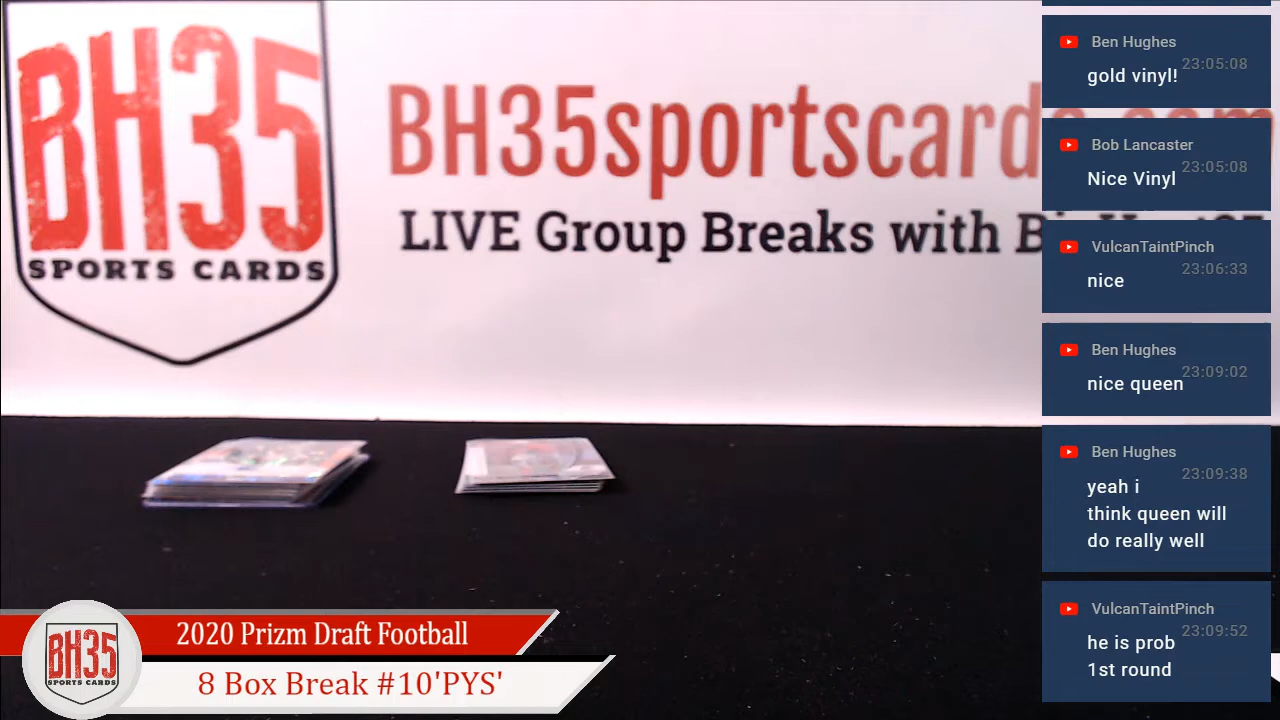 BH35
SPORTS CARDS
BH35sportscard
LIVE Group Breaks with
Ben Hughes
23:05:08
gold vinyl!
Bob Lancaster
23:05:08
Nice Vinyl
VulcanTaintPinch
23:06:33
nice
Ben Hughes
23:09:02
nice queen
Ben Hughes
23:09:38
yeah i
think queen will
do really well
VulcanTaintPinch
23:09:52
he is prob
1st round
2020 Prizm Draft Football
8 Box Break #10'PYS'
BH35
SPORTS CARDS